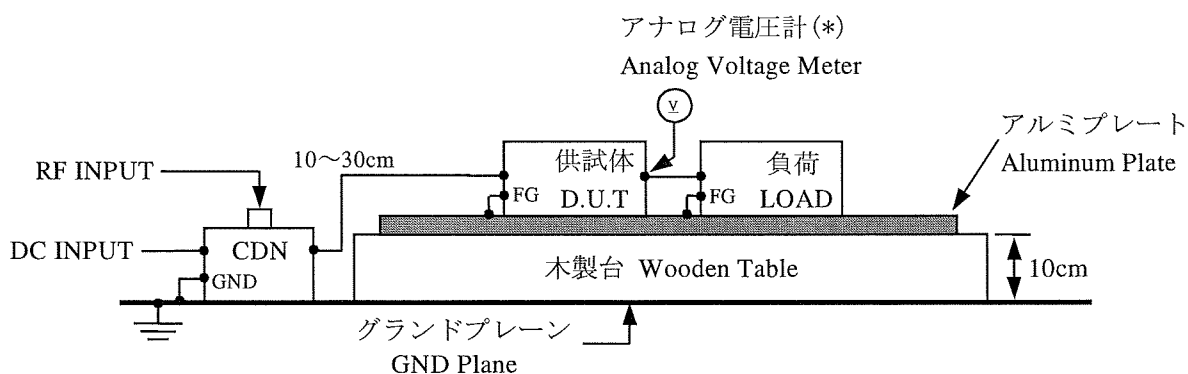 アナログ電圧計(*)
Analog Voltage Meter
V
アルミプレート
Aluminum Plate
10〜30cm
供試体
負荷
RF INPUT
FG
D.U.T
FG
LOAD
DC INPUT
CDN
GND
木製台 Wooden Table
10cm
グランドプレーン
GND Plane